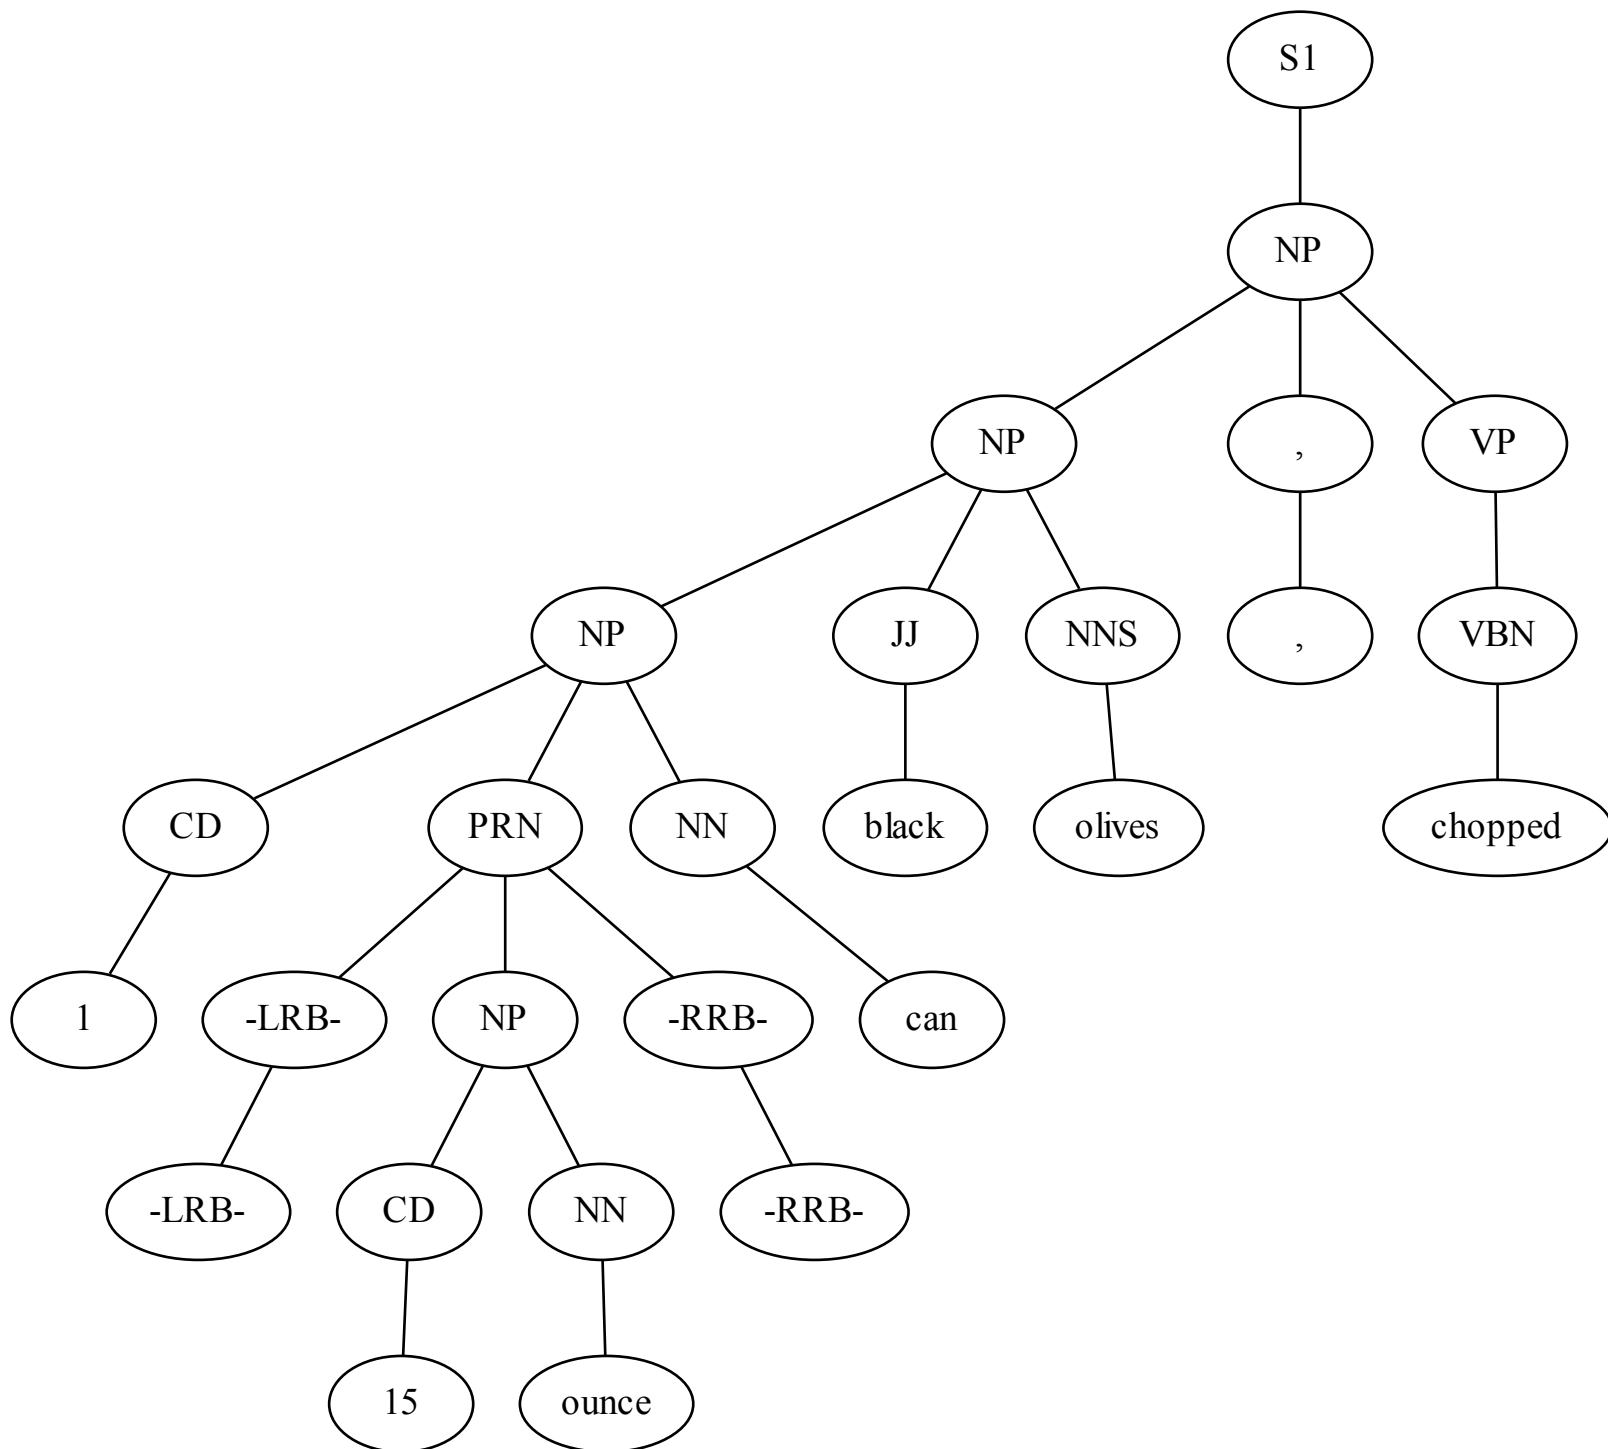 S1
NP
NP , VP
NP JJ NNS , VBN
CD PRN NN black olives chopped
1 -LRB- NP -RRB- can
-LRB- CD NN -RRB-
15 ounce